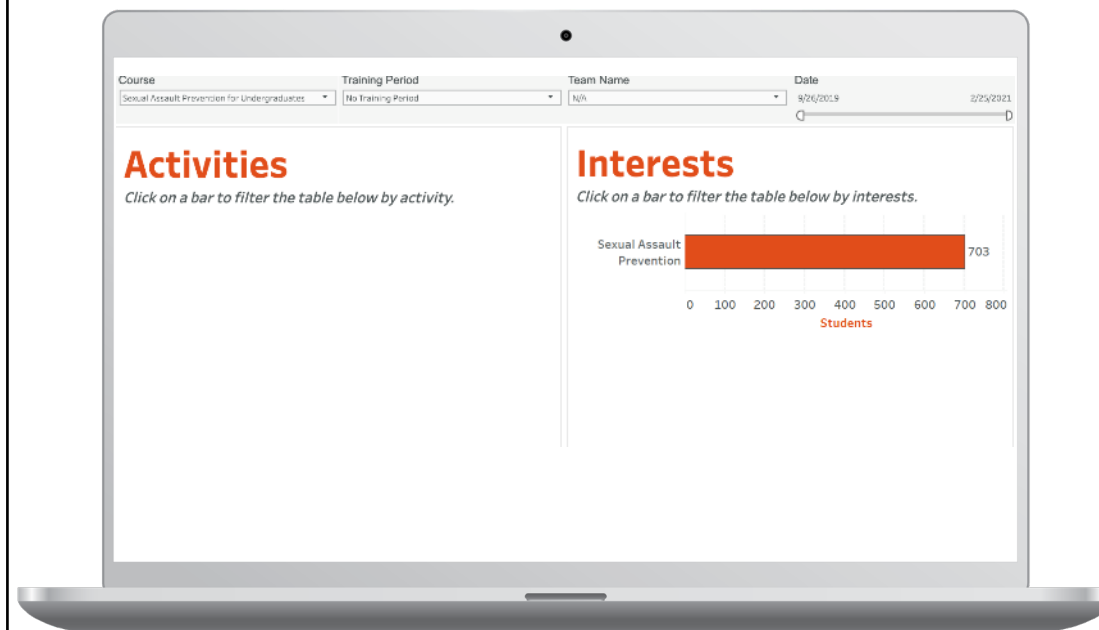 Course
Training Period
Team Name
Date
Sexual Assault Prevention for Undergraduates
No Training Period
N/A
9/26/2019
2/25/2021
Activities
Click on a bar to filter the table below by activity.
Interests
Click on a bar to filter the table below by interests.
Sexual Assault
Prevention
703
0 100 200 300 400 500 600 700 800
Students